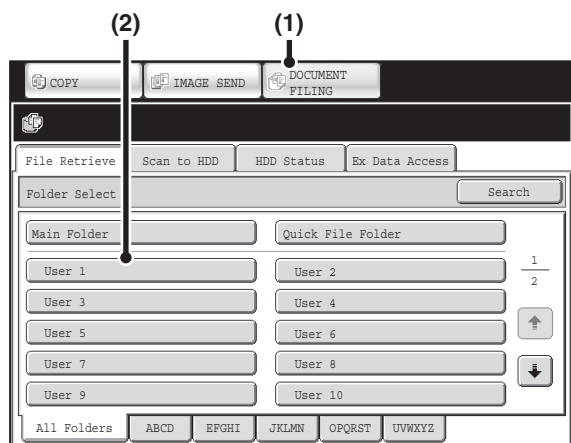 (2) (1)
COPY IMAGE SEND DOCUMENT
FILING
File Retrieve Scan to HDD HDD Status Ex Data Access
Folder Select Search
Main Folder Quick File Folder
User 1 User 2 1
2
User 3 User 4
User 5 User 6
User 7 User 8
User 9 User 10
All Folders ABCD EFGHI JKLMN OPQRST UVWXYZ